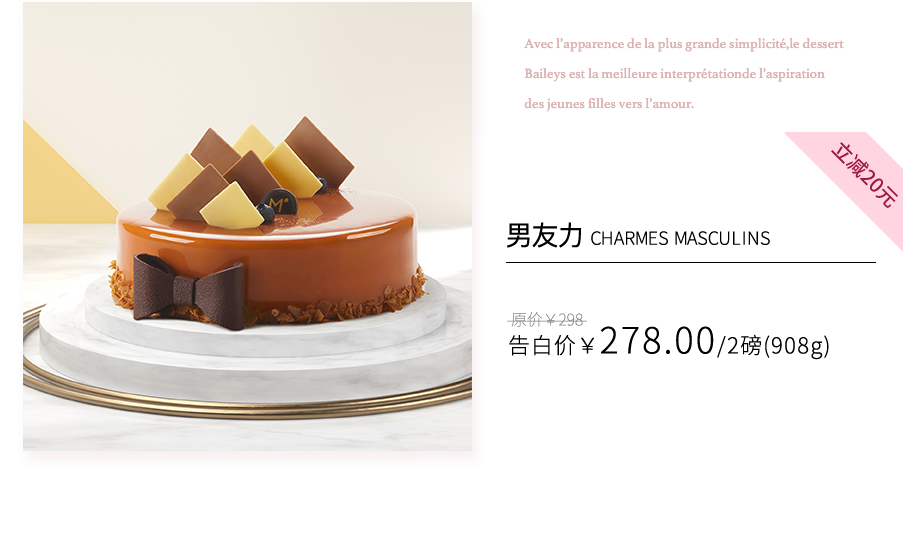 Avec l'apparence de la plus grande simplicité,le dessert
Baileys est la meilleure interprétationde l'aspiration
des jeunes filles vers l'amour.
立减20元
男友力 CHARMES MASCULINS
原价￥298
告白价￥278.00/2磅(908g)
M